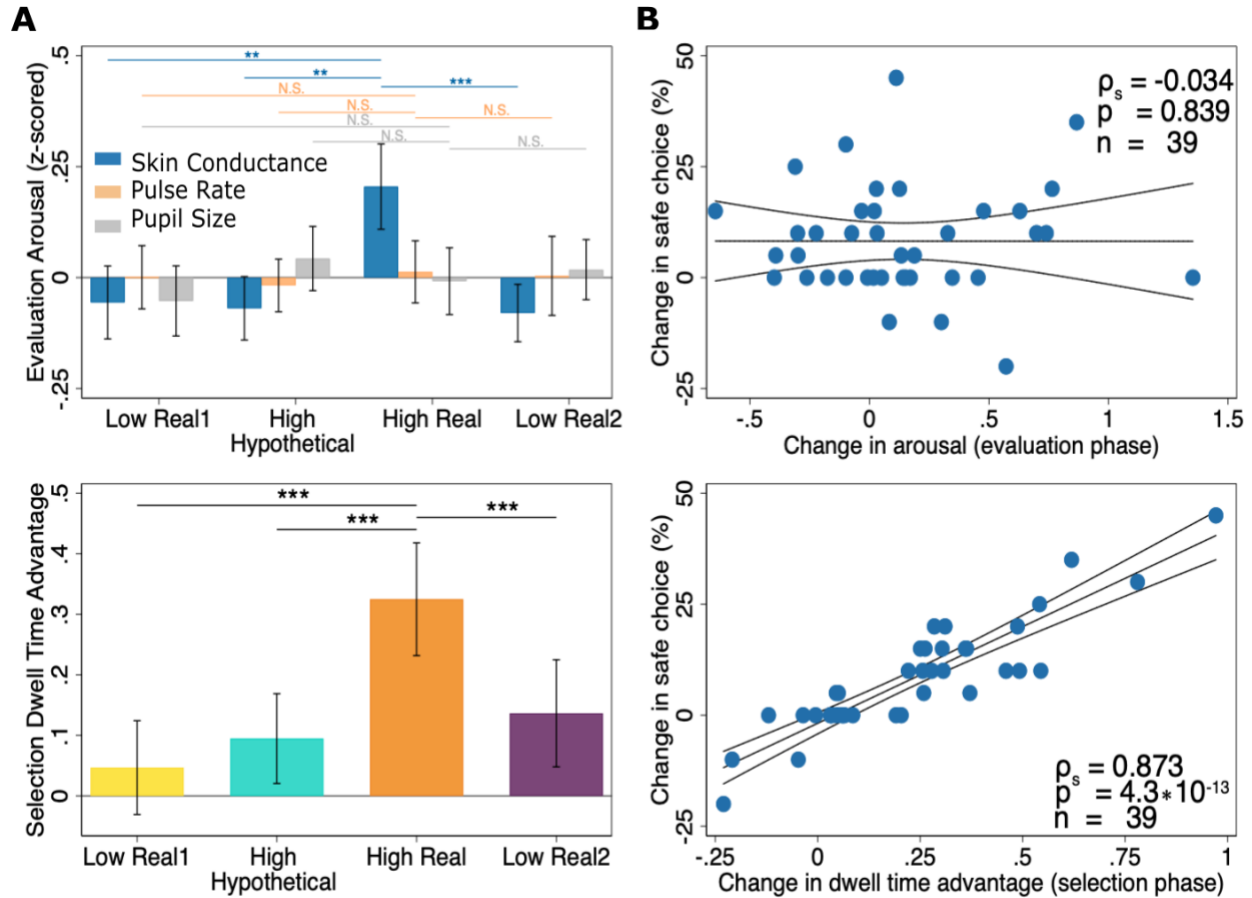 A
B
.5
.25
0
-.25
Evaluation Arousal (z-scored)
**
** ***
N.S.
N.S. N.S.
N.S.
N.S. N.S.
Skin Conductance
Pulse Rate
Pupil Size
Low Real1 High Hypothetical High Real Low Real2
50
25
0
-25
Change in safe choice (%)
ρs = -0.034
p = 0.839
n = 39
-.5 0 .5 1 1.5
Change in arousal (evaluation phase)
.5
.4
.3
.2
.1
0
Selection Dwell Time Advantage
***
*** ***
Low Real1 High Hypothetical High Real Low Real2
50
25
0
-25
Change in safe choice (%)
ρs = 0.873
ps = 4.3*10-13
n = 39
-.25 0 .25 .5 .75 1
Change in dwell time advantage (selection phase)